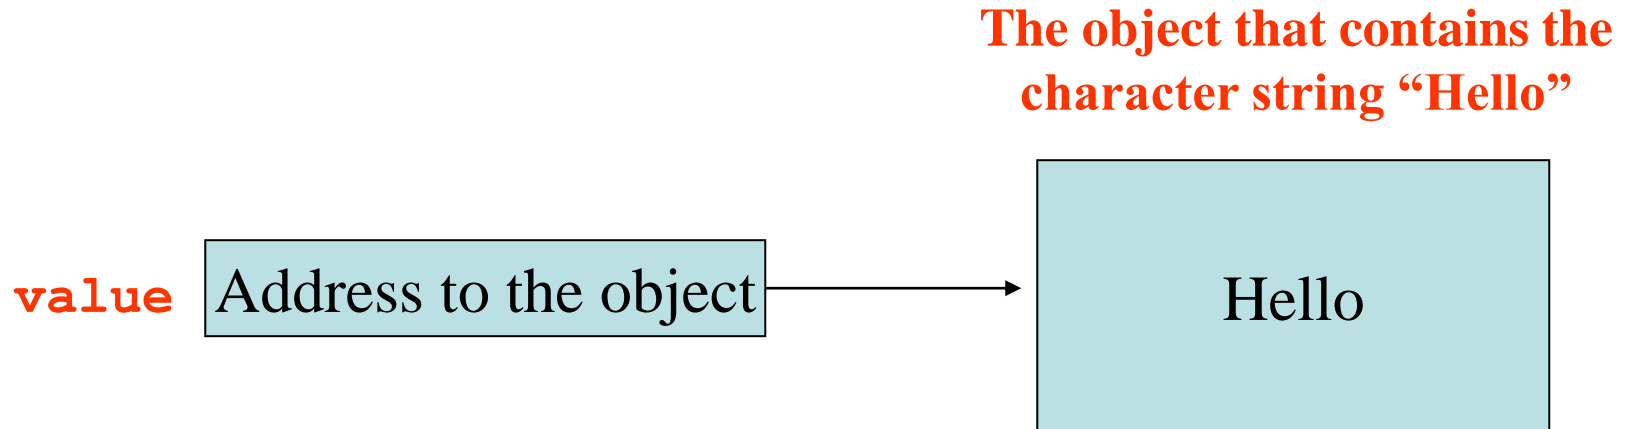 The object that contains the
character string “Hello”
value
Address to the object
Hello